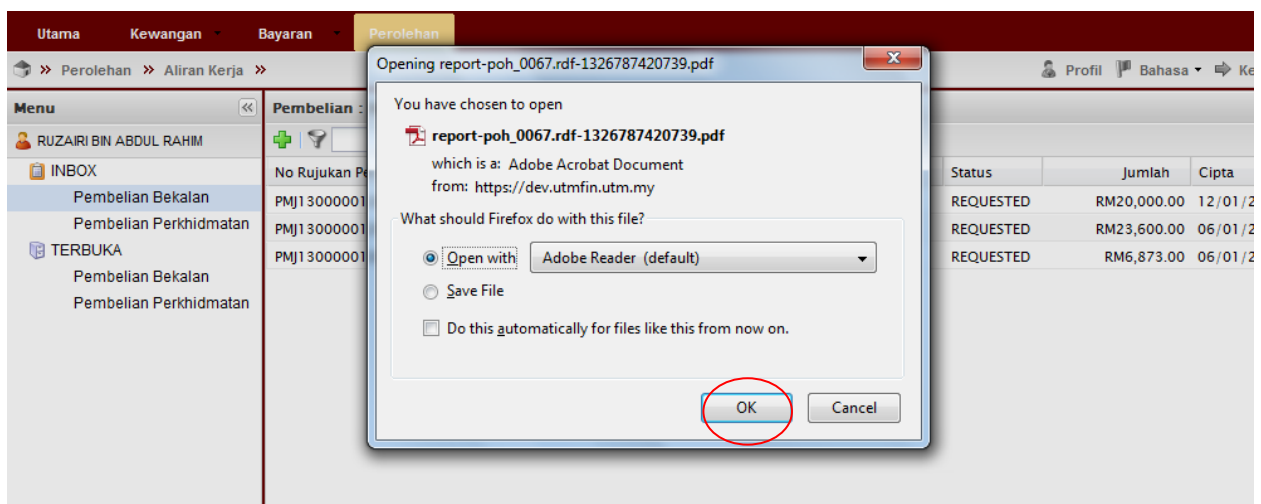 Utama Kewangan Bayaran Perolehan
» Perolehan » Aliran Kerja »
Profil Bahasa
Menu
RUZAIRI BIN ABDUL RAHIM
INBOX
Pembelian Bekalan
Pembelian Perkhidmatan
TERBUKA
Pembelian Bekalan
Pembelian Perkhidmatan
Pembelian :
No Rujukan Status Jumlah Cipta
PMJ13000001 REQUESTED RM20,000.00 12/01/2
PMJ13000001 REQUESTED RM23,600.00 06/01/2
PMJ13000001 REQUESTED RM6,873.00 06/01/2
Opening report-poh_0067.rdf-1326787420739.pdf
You have chosen to open
report-poh_0067.rdf-1326787420739.pdf
which is a: Adobe Acrobat Document
from: https://dev.utmfin.utm.my
What should Firefox do with this file?
Open with Adobe Reader (default)
Save File
Do this automatically for files like this from now on.
OK Cancel